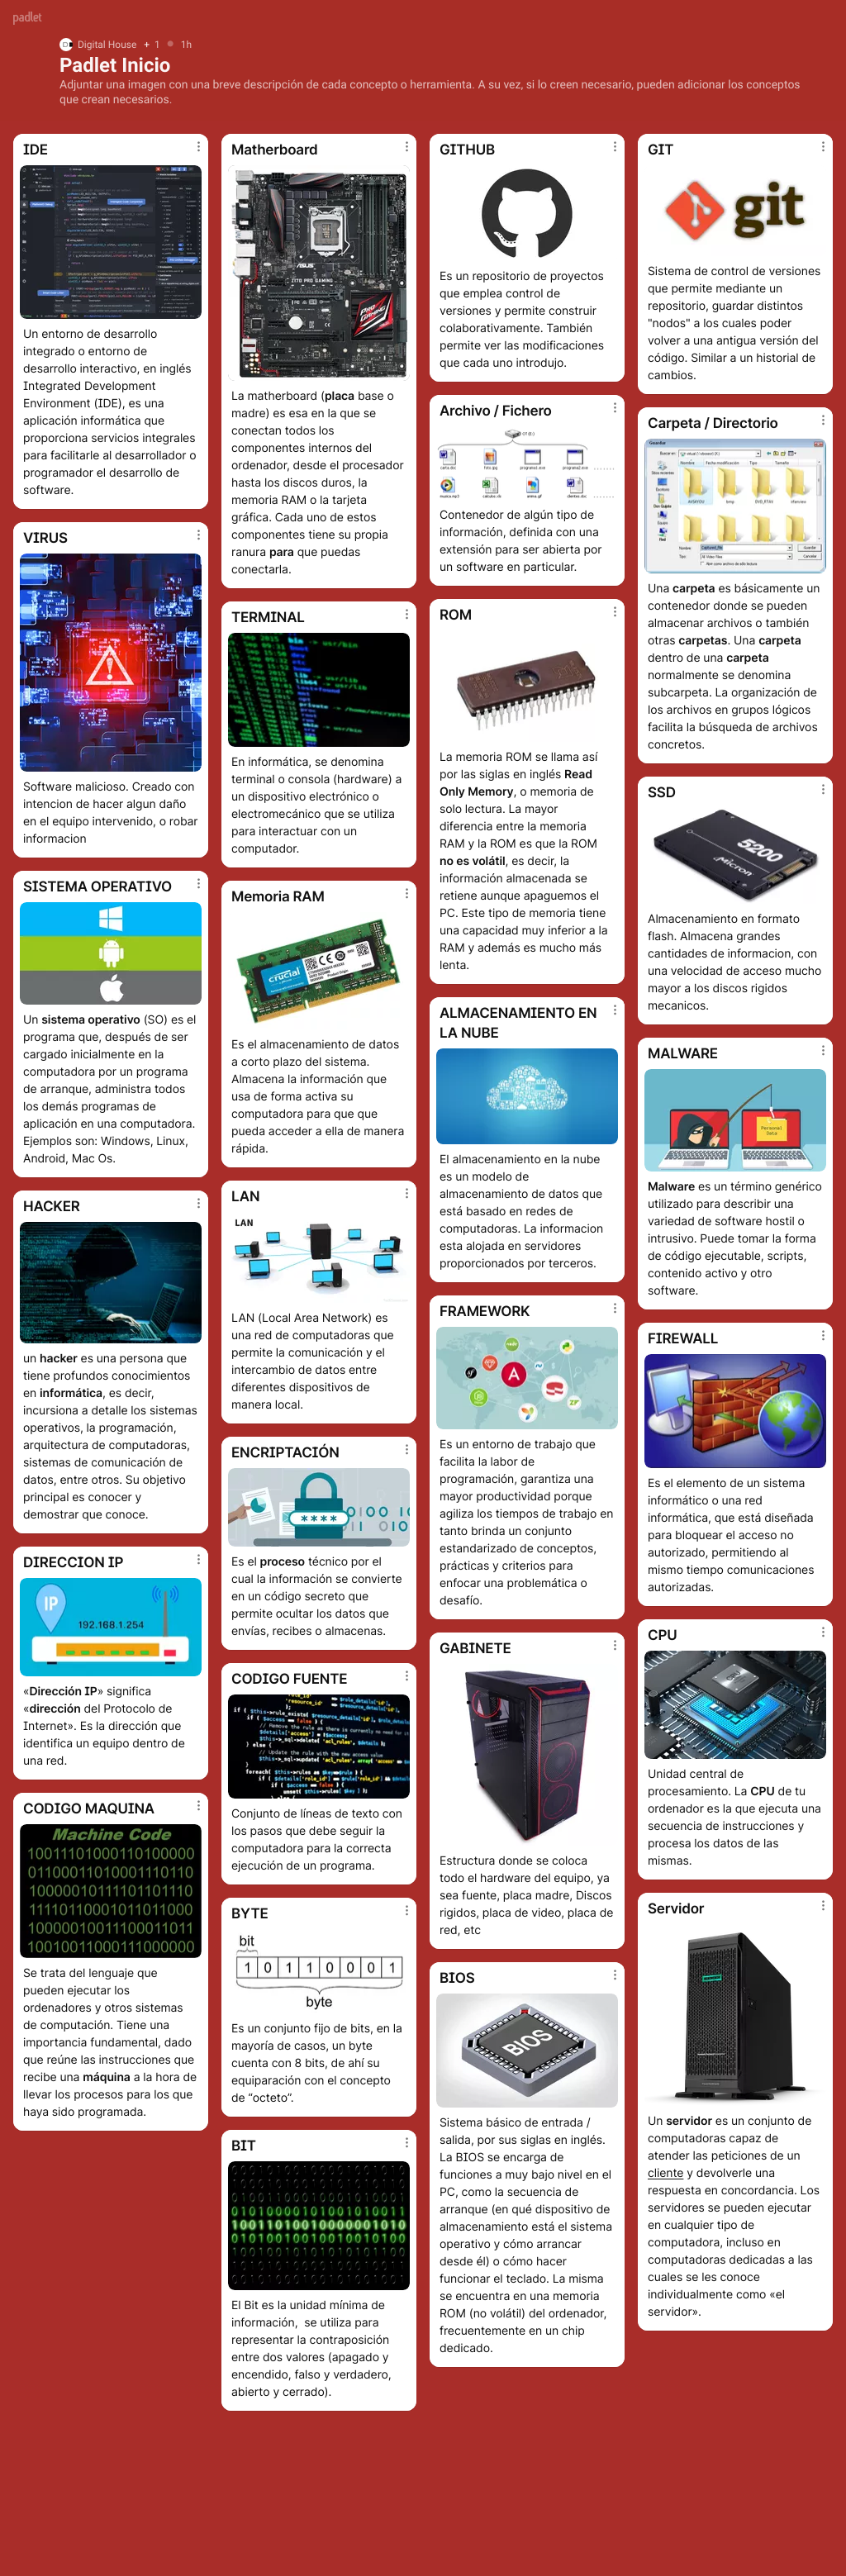 padlet
Digital House + 1 • 1h
Padlet Inicio
Adjuntar una imagen con una breve descripción de cada concepto o herramienta. A su vez, si lo creen necesario, pueden adicionar los conceptos
que crean necesarios.
IDE
Un entorno de desarrollo
integrado o entorno de
desarrollo interactivo, en inglés
Integrated Development
Environment (IDE), es una
aplicación informática que
proporciona servicios integrales
para facilitarle al desarrollador o
programador el desarrollo de
software.
VIRUS
Software malicioso. Creado con
intencion de hacer algun daño
en el equipo intervenido, o robar
informacion
SISTEMA OPERATIVO
Un sistema operativo (SO) es el
programa que, después de ser
cargado inicialmente en la
computadora por un programa
de arranque, administra todos
los demás programas de
aplicación en una computadora.
Ejemplos son: Windows, Linux,
Android, Mac Os.
HACKER
un hacker es una persona que
tiene profundos conocimientos
en informática, es decir,
incursiona a detalle los sistemas
operativos, la programación,
arquitectura de computadoras,
sistemas de comunicación de
datos, entre otros. Su objetivo
principal es conocer y
demostrar que conoce.
DIRECCION IP
IP
192.168.1.254
«Dirección IP» significa
«dirección del Protocolo de
Internet». Es la dirección que
identifica un equipo dentro de
una red.
CODIGO MAQUINA
Machine Code
10011101000110100000
01100011010001110110
10000010111101101110
11110110001011011000
10000010011100011011
10010011000111000000
Se trata del lenguaje que
pueden ejecutar los
ordenadores y otros sistemas
de computación. Tiene una
importancia fundamental, dado
que reúne las instrucciones que
recibe una máquina a la hora de
llevar los procesos para los que
haya sido programada.
Matherboard
ASUS
Z170 PRO GAMING
La matherboard (placa base o
madre) es esa en la que se
conectan todos los
componentes internos del
ordenador, desde el procesador
hasta los discos duros, la
memoria RAM o la tarjeta
gráfica. Cada uno de estos
componentes tiene su propia
ranura para que puedas
conectarla.
TERMINAL
En informática, se denomina
terminal o consola (hardware) a
un dispositivo electrónico o
electromecánico que se utiliza
para interactuar con un
computador.
Memoria RAM
crucial
Es el almacenamiento de datos
a corto plazo del sistema.
Almacena la información que
usa de forma activa su
computadora para que que
pueda acceder a ella de manera
rápida.
LAN
LAN
LAN (Local Area Network) es
una red de computadoras que
permite la comunicación y el
intercambio de datos entre
diferentes dispositivos de
manera local.
ENCRIPTACIÓN
****
Es el proceso técnico por el
cual la información se convierte
en un código secreto que
permite ocultar los datos que
envías, recibes o almacenas.
CODIGO FUENTE
Conjunto de líneas de texto con
los pasos que debe seguir la
computadora para la correcta
ejecución de un programa.
BYTE
bit
1 0 1 1 0 0 0 1
byte
Es un conjunto fijo de bits, en la
mayoría de casos, un byte
cuenta con 8 bits, de ahí su
equiparación con el concepto
de “octeto”.
BIT
El Bit es la unidad mínima de
información, se utiliza para
representar la contraposición
entre dos valores (apagado y
encendido, falso y verdadero,
abierto y cerrado).
GITHUB
Es un repositorio de proyectos
que emplea control de
versiones y permite construir
colaborativamente. También
permite ver las modificaciones
que cada uno introdujo.
Archivo / Fichero
Contenedor de algún tipo de
información, definida con una
extensión para ser abierta por
un software en particular.
ROM
La memoria ROM se llama así
por las siglas en inglés Read
Only Memory, o memoria de
solo lectura. La mayor
diferencia entre la memoria
RAM y la ROM es que la ROM
no es volátil, es decir, la
información almacenada se
retiene aunque apaguemos el
PC. Este tipo de memoria tiene
una capacidad muy inferior a la
RAM y además es mucho más
lenta.
ALMACENAMIENTO EN
LA NUBE
El almacenamiento en la nube
es un modelo de
almacenamiento de datos que
está basado en redes de
computadoras. La informacion
esta alojada en servidores
proporcionados por terceros.
FRAMEWORK
Es un entorno de trabajo que
facilita la labor de
programación, garantiza una
mayor productividad porque
agiliza los tiempos de trabajo en
tanto brinda un conjunto
estandarizado de conceptos,
prácticas y criterios para
enfocar una problemática o
desafío.
GABINETE
Estructura donde se coloca
todo el hardware del equipo, ya
sea fuente, placa madre, Discos
rigidos, placa de video, placa de
red, etc
BIOS
BIOS
Sistema básico de entrada /
salida, por sus siglas en inglés.
La BIOS se encarga de
funciones a muy bajo nivel en el
PC, como la secuencia de
arranque (en qué dispositivo de
almacenamiento está el sistema
operativo y cómo arrancar
desde él) o cómo hacer
funcionar el teclado. La misma
se encuentra en una memoria
ROM (no volátil) del ordenador,
frecuentemente en un chip
dedicado.
GIT
git
Sistema de control de versiones
que permite mediante un
repositorio, guardar distintos
"nodos" a los cuales poder
volver a una antigua versión del
código. Similar a un historial de
cambios.
Carpeta / Directorio
Una carpeta es básicamente un
contenedor donde se pueden
almacenar archivos o también
otras carpetas. Una carpeta
dentro de una carpeta
normalmente se denomina
subcarpeta. La organización de
los archivos en grupos lógicos
facilita la búsqueda de archivos
concretos.
SSD
5200
Micron
Almacenamiento en formato
flash. Almacena grandes
cantidades de informacion, con
una velocidad de acceso mucho
mayor a los discos rigidos
mecanicos.
MALWARE
Personal
Data
Malware es un término genérico
utilizado para describir una
variedad de software hostil o
intrusivo. Puede tomar la forma
de código ejecutable, scripts,
contenido activo y otro
software.
FIREWALL
Es el elemento de un sistema
informático o una red
informática, que está diseñada
para bloquear el acceso no
autorizado, permitiendo al
mismo tiempo comunicaciones
autorizadas.
CPU
Unidad central de
procesamiento. La CPU de tu
ordenador es la que ejecuta una
secuencia de instrucciones y
procesa los datos de las
mismas.
Servidor
Un servidor es un conjunto de
computadoras capaz de
atender las peticiones de un
cliente y devolverle una
respuesta en concordancia. Los
servidores se pueden ejecutar
en cualquier tipo de
computadora, incluso en
computadoras dedicadas a las
cuales se les conoce
individualmente como «el
servidor».